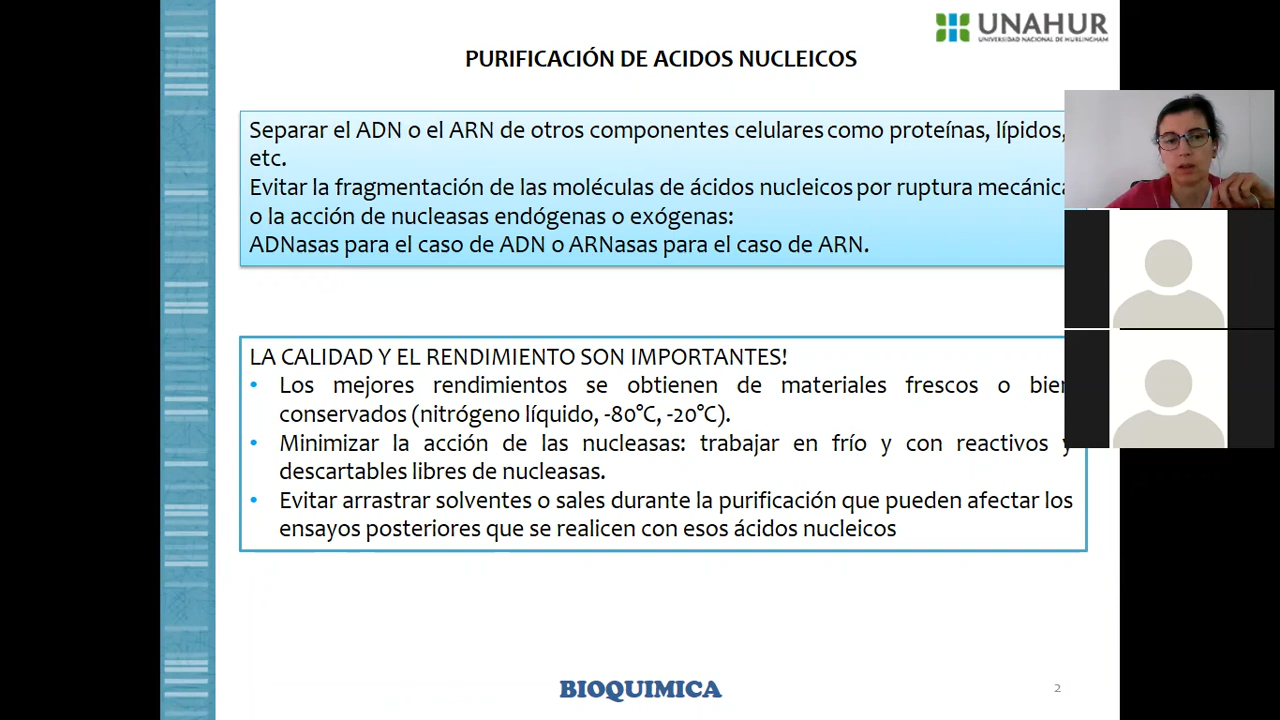 UNAHUR
UNIVERSIDAD NACIONAL DE HURLINGHAM
PURIFICACIÓN DE ACIDOS NUCLEICOS
Separar el ADN o el ARN de otros componentes celulares como proteínas, lípidos,
etc.
Evitar la fragmentación de las moléculas de ácidos nucleicos por ruptura mecánica
o la acción de nucleasas endógenas o exógenas:
ADNasas para el caso de ADN o ARNasas para el caso de ARN.
LA CALIDAD Y EL RENDIMIENTO SON IMPORTANTES!
• Los mejores rendimientos se obtienen de materiales frescos o bien
conservados (nitrógeno líquido, -80°C, -20°C).
• Minimizar la acción de las nucleasas: trabajar en frío y con reactivos y
descartables libres de nucleasas.
• Evitar arrastrar solventes o sales durante la purificación que pueden afectar los
ensayos posteriores que se realicen con esos ácidos nucleicos
BIOQUIMICA
2